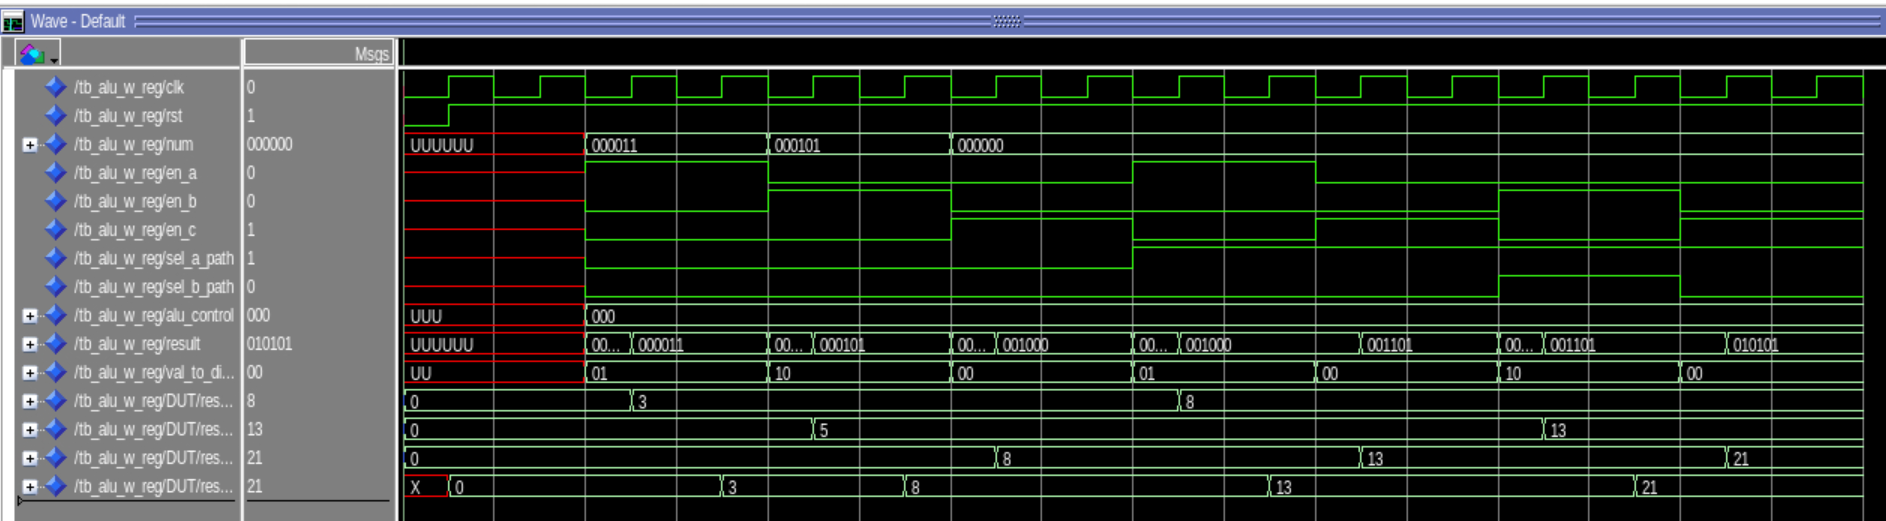 Wave - Default
Msgs
/tb_alu_w_reg/clk 0
/tb_alu_w_reg/rst 1
/tb_alu_w_reg/num 000000 UUUUUU 000011 000101 000000
/tb_alu_w_reg/en_a 0
/tb_alu_w_reg/en_b 0
/tb_alu_w_reg/en_c 1
/tb_alu_w_reg/sel_a_path 1
/tb_alu_w_reg/sel_b_path 0
/tb_alu_w_reg/alu_control 000 UUU 000
/tb_alu_w_reg/result 010101 UUUUUU 00... 000011 00... 000101 00... 001000 00... 001000 001101 00... 001101 010101
/tb_alu_w_reg/val_to_di... 00 UU 01 10 00 01 00 10 00
/tb_alu_w_reg/DUT/res... 8 0 3 8
/tb_alu_w_reg/DUT/res... 13 0 5 13
/tb_alu_w_reg/DUT/res... 21 0 8 13 21
/tb_alu_w_reg/DUT/res... 21 X 0 3 8 13 21